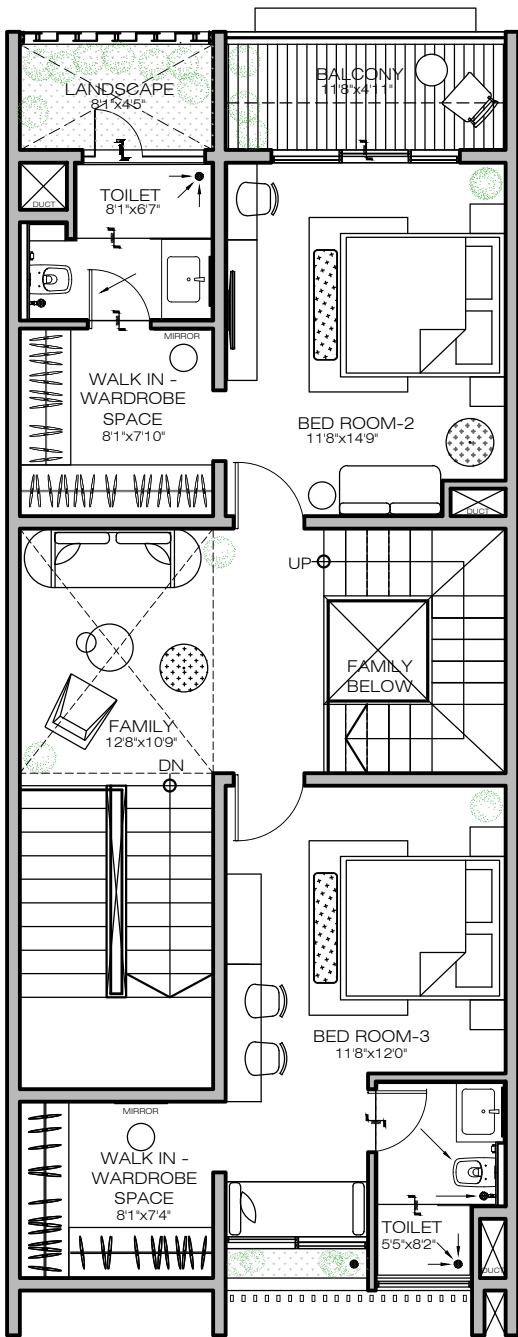 LANDSCAPE
8'1"x4'5"
BALCONY
11'8"x4'11"
DUCT
TOILET
8'1"x6'7"
MIRROR
WALK IN -
WARDROBE
SPACE
8'1"x7'10"
BED ROOM-2
11'8"x14'9"
DUCT
UP
FAMILY
BELOW
FAMILY
12'8"x10'9"
DN
BED ROOM-3
11'8"x12'0"
MIRROR
WALK IN -
WARDROBE
SPACE
8'1"x7'4"
TOILET
5'5"x8'2"
DUCT